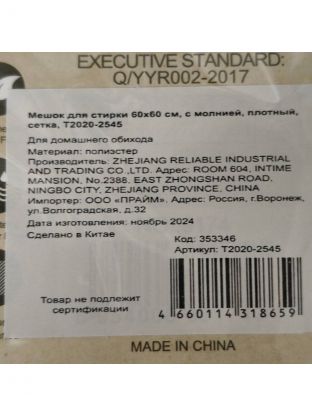 EXECUTIVE STANDARD:
Q/YYR002-2017
Мешок для стирки 60х60 см, с молнией, плотный,
сетка, Т2020-2545
Для домашнего обихода
Материал: полиэстер
Производитель: ZHEJIANG RELIABLE INDUSTRIAL
AND TRADING CO.,LTD. Адрес: ROOM 604, INTIME
MANSION, No.2388, EAST ZHONGSHAN ROAD,
NINGBO CITY, ZHEJIANG PROVINCE, CHINA
Импортер: ООО «ПРАЙМ». Адрес: Россия, г.Воронеж,
ул.Волгоградская, д.32
Дата изготовления: ноябрь 2024
Сделано в Китае
Код: 353346
Артикул: Т2020-2545
Товар не подлежит
сертификации
4 660114 318659
MADE IN CHINA